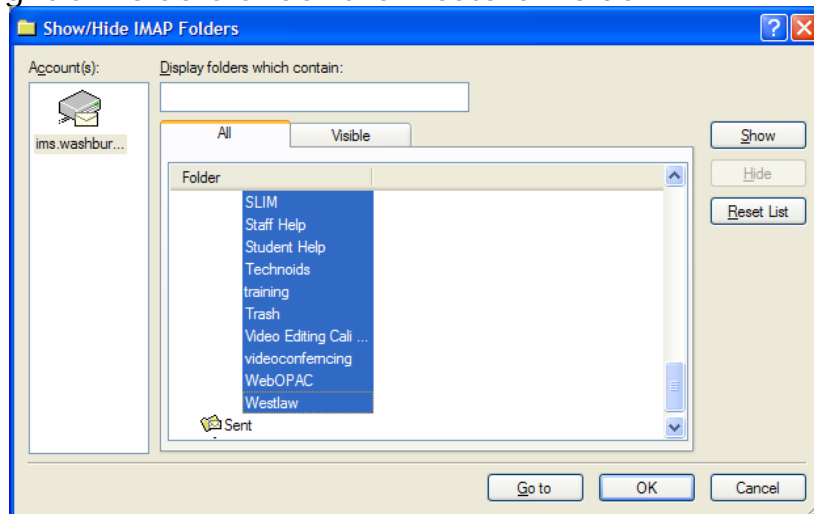 Show/Hide IMAP Folders
Account(s):
Display folders which contain:
ims.washbur...
All Visible
Folder
SLIM
Staff Help
Student Help
Technoids
training
Trash
Video Editing Cali ...
videoconferncing
WebOPAC
Westlaw
Sent
Show
Hide
Reset List
Go to OK Cancel